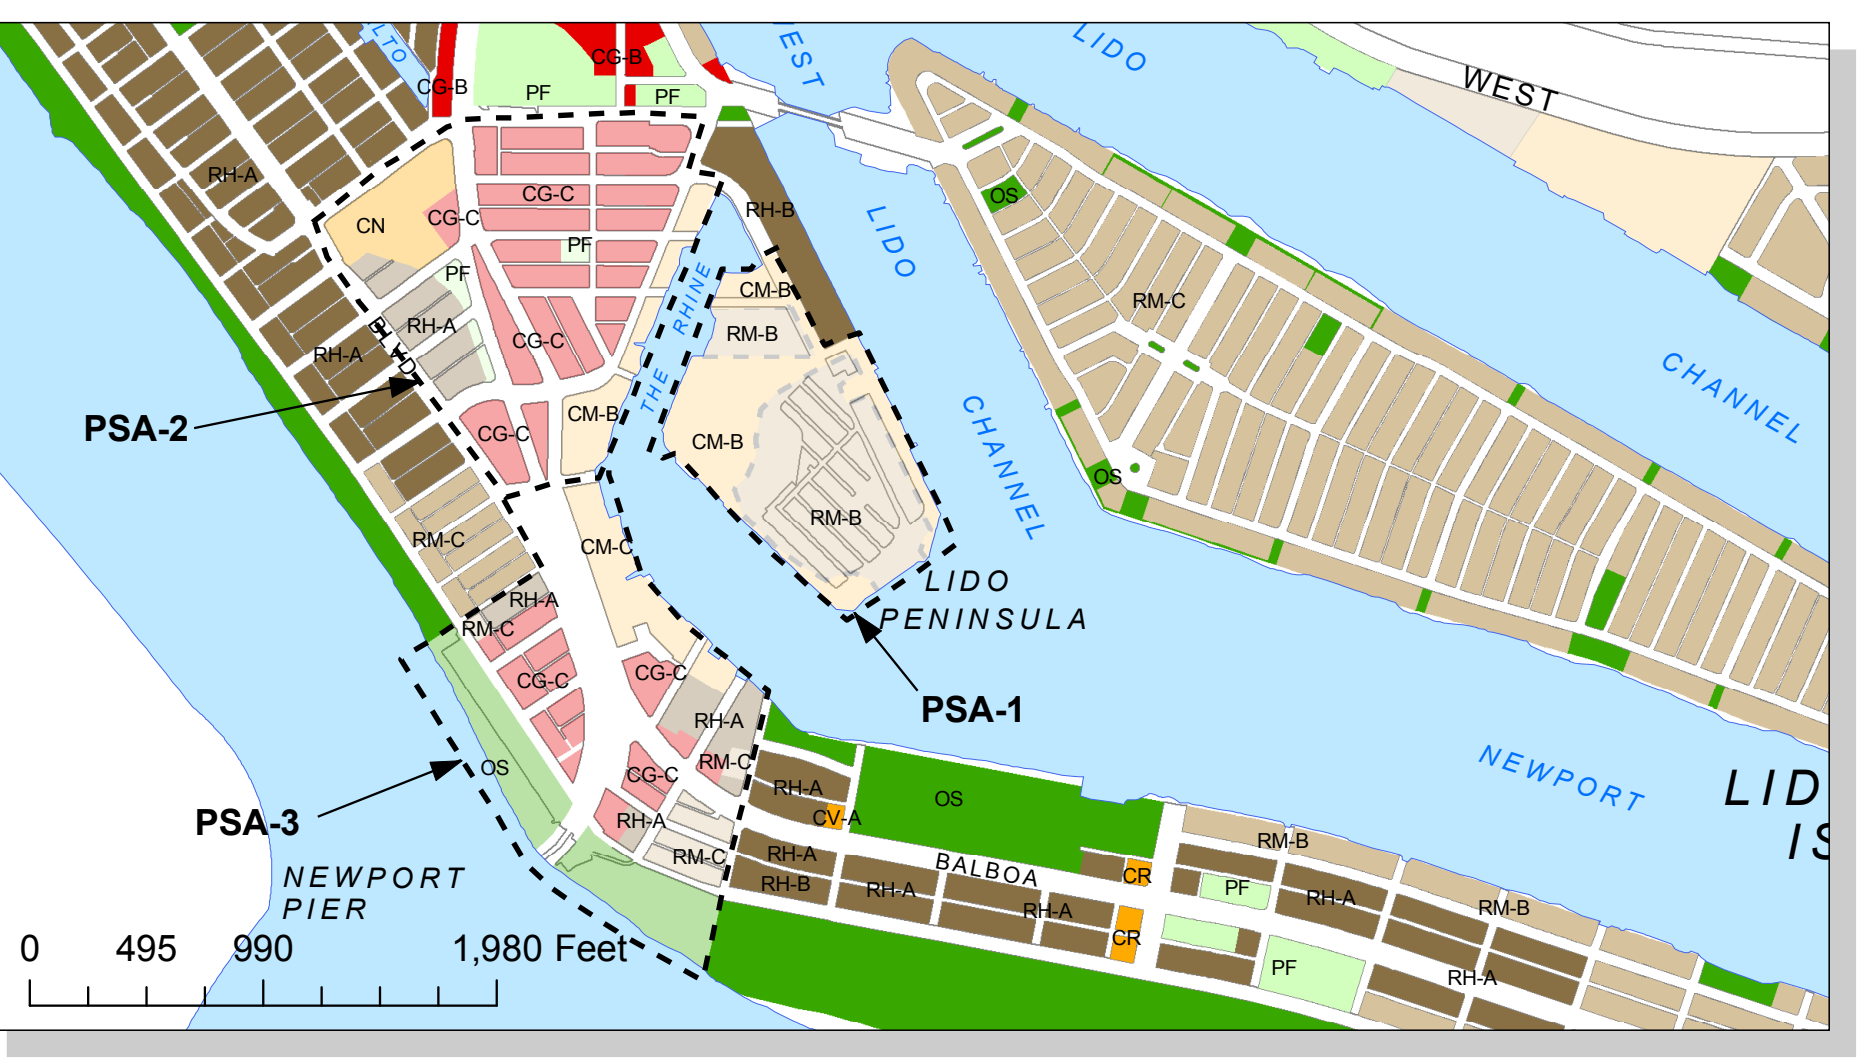 LTO
WEST
LIDO
WEST
CG-B
CG-B
PF
PF
RH-A
CG-C
OS
CN
CG-C
RH-B
LIDO
PF
PF
CM-B
RM-C
THE RHINE
RH-A
RM-B
CG-C
BLVD
RH-A
CHANNEL
PSA-2
CM-B
CG-C
CM-B
CHANNEL
OS
RM-B
RM-C
CM-C
LIDO
PENINSULA
RH-A
RM-C
CG-C
CG-C
PSA-1
RH-A
OS
RM-C
CG-C
NEWPORT
LID
IS
RH-A
OS
CV-A
PSA-3
RH-A
RM-B
RH-A
RM-C
BALBOA
NEWPORT
PIER
RH-B
RH-A
CR
PF
RH-A
RH-A
RM-B
CR
PF
RH-A
0 495 990 1,980 Feet